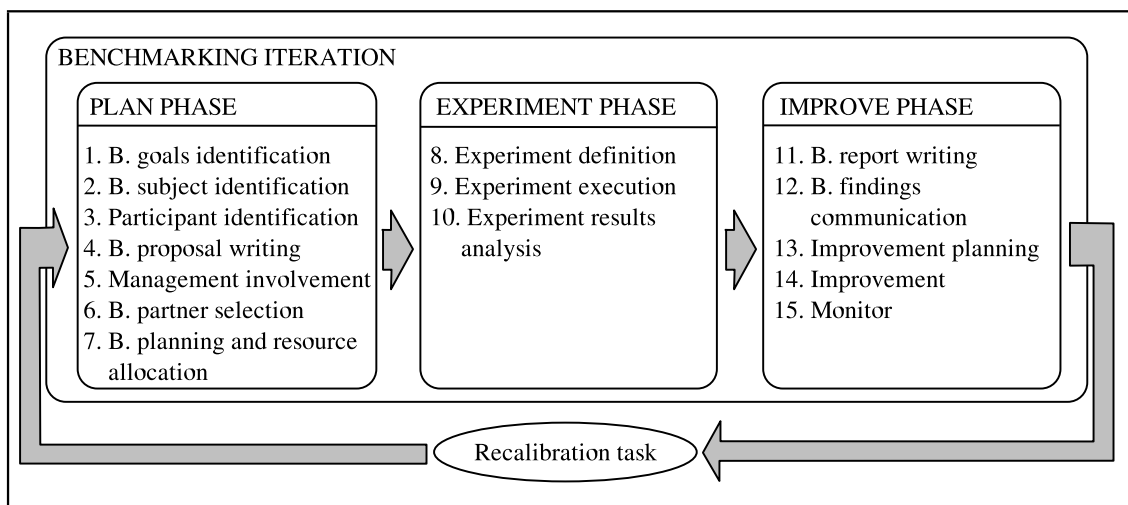 BENCHMARKING ITERATION
PLAN PHASE
1. B. goals identification
2. B. subject identification
3. Participant identification
4. B. proposal writing
5. Management involvement
6. B. partner selection
7. B. planning and resource
allocation
EXPERIMENT PHASE
8. Experiment definition
9. Experiment execution
10. Experiment results
analysis
IMPROVE PHASE
11. B. report writing
12. B. findings
communication
13. Improvement planning
14. Improvement
15. Monitor
Recalibration task